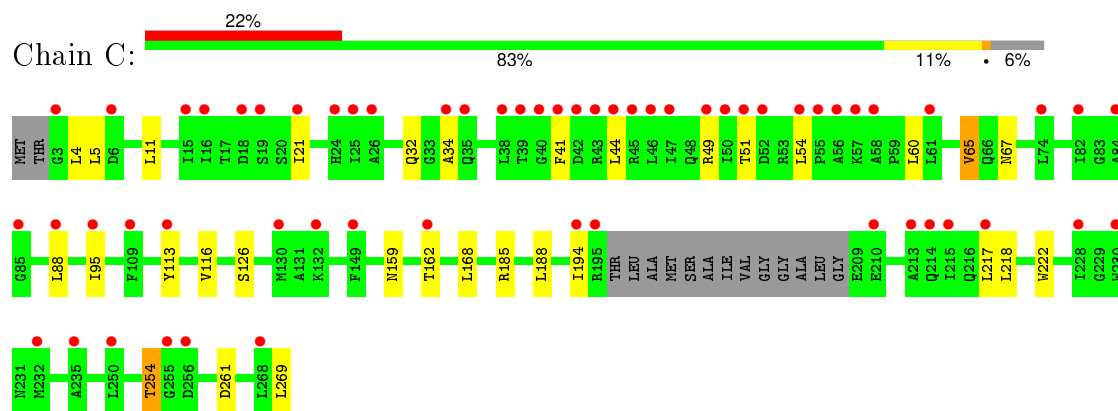 22%
Chain C:
83% 11% • 6%
MET THR G3 L4 L5 D6 L11 I15 I16 T17 D18 S19 S20 I21 H24 I25 A26 Q32 G33 A34 Q35 L38 T39 G40 F41 D42 R43 L44 R45 L46 I47 Q48 R49 I50 T51 D52 R53 L54 P55 A56 K57 A58 P59 L60 L61 V65 Q66 N67 L74 I82 G83 A84
G85 L88 I95 F109 Y113 V116 S126 M130 A131 K132 F149 N159 T162 L168 R185 L188 I194 R195 THR LEU ALA MET SER ALA ILE VAL GLY GLY ALA LEU GLY E209 E210 A213 Q214 I215 Q216 L217 L218 W222 I228 G229 W230
N231 M232 A235 L250 T254 G255 D256 D261 L268 L269